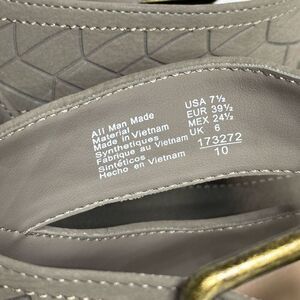 All Man Made
Material
Made in Vietnam
Synthétiques
Fabriqué au Vietnam
Sintéticos
Hecho en Vietnam
USA 7½
EUR 39½
MEX 24½
UK 6
173272
10